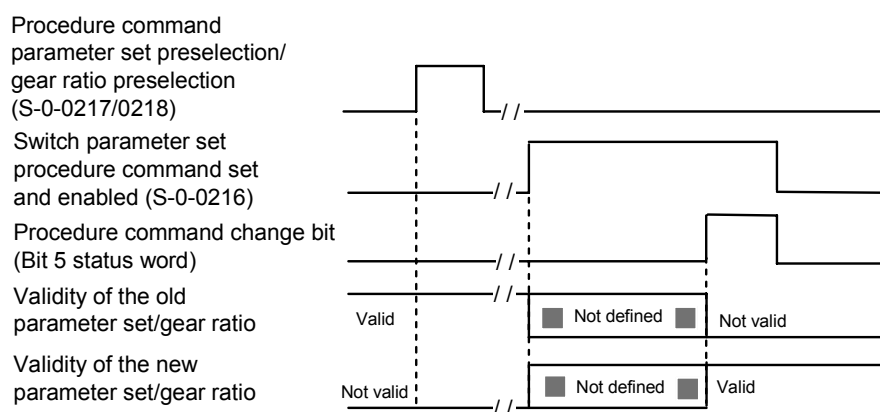 Procedure command
parameter set preselection/
gear ratio preselection
(S-0-0217/0218)
Switch parameter set
procedure command set
and enabled (S-0-0216)
Procedure command change bit
(Bit 5 status word)
Validity of the old
parameter set/gear ratio
Valid
Not defined
Not valid
Validity of the new
parameter set/gear ratio
Not valid
Not defined
Valid